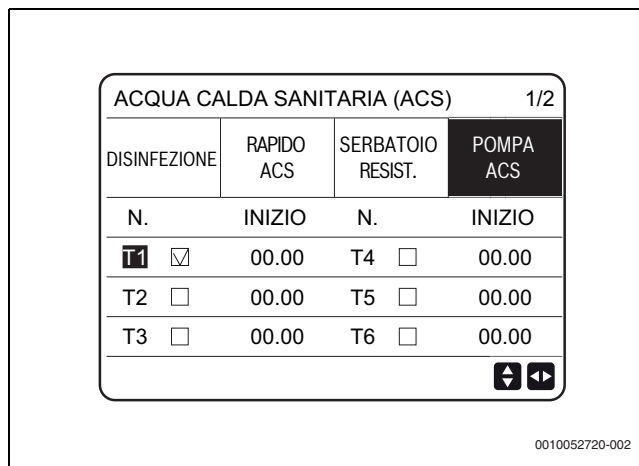 ACQUA CALDA SANITARIA (ACS) 1/2
DISINFEZIONE RAPIDO ACS SERBATOIO RESIST. POMPA ACS
N. INIZIO N. INIZIO
T1 00.00 T4 00.00
T2 00.00 T5 00.00
T3 00.00 T6 00.00
0010052720-002